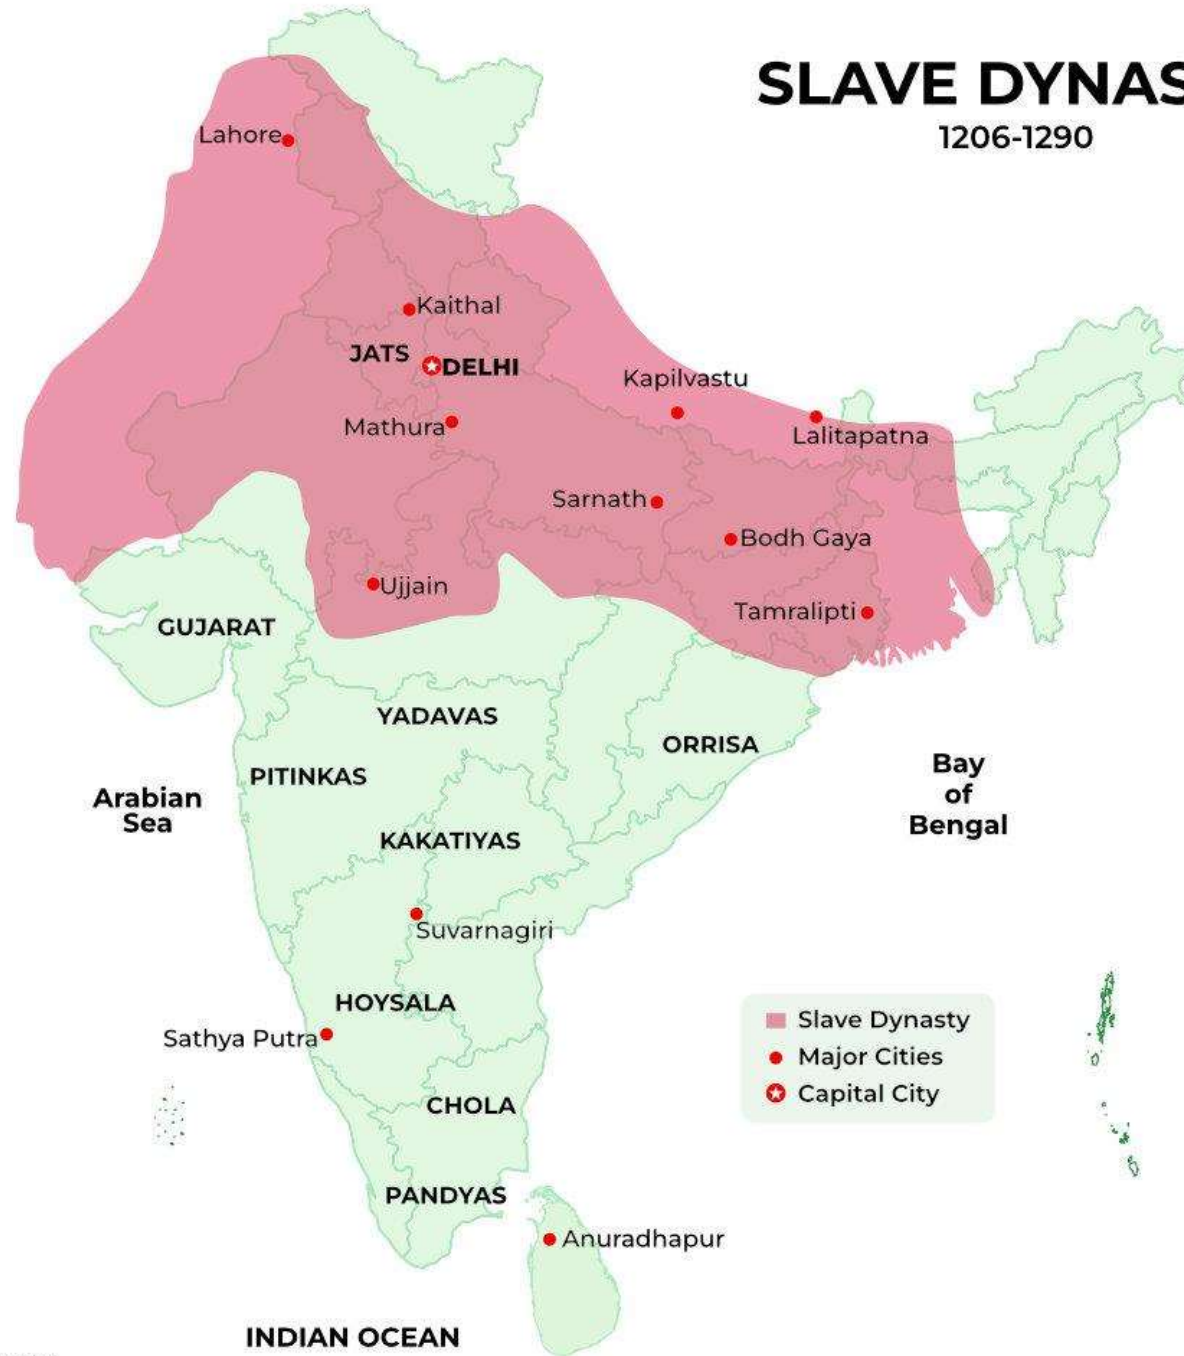 SLAVE DYNAS
1206-1290
Lahore
Kaithal
JATS
DELHI
Kapilvastu
Mathura
Lalitapatna
Sarnath
Bodh Gaya
Ujjain
Tamralipti
GUJARAT
YADAVAS
ORRISA
PITINKAS
Arabian
Sea
Bay
of
Bengal
KAKATIYAS
Suvarnagiri
HOYSALA
Sathya Putra
Slave Dynasty
Major Cities
Capital City
CHOLA
PANDYAS
Anuradhapur
INDIAN OCEAN